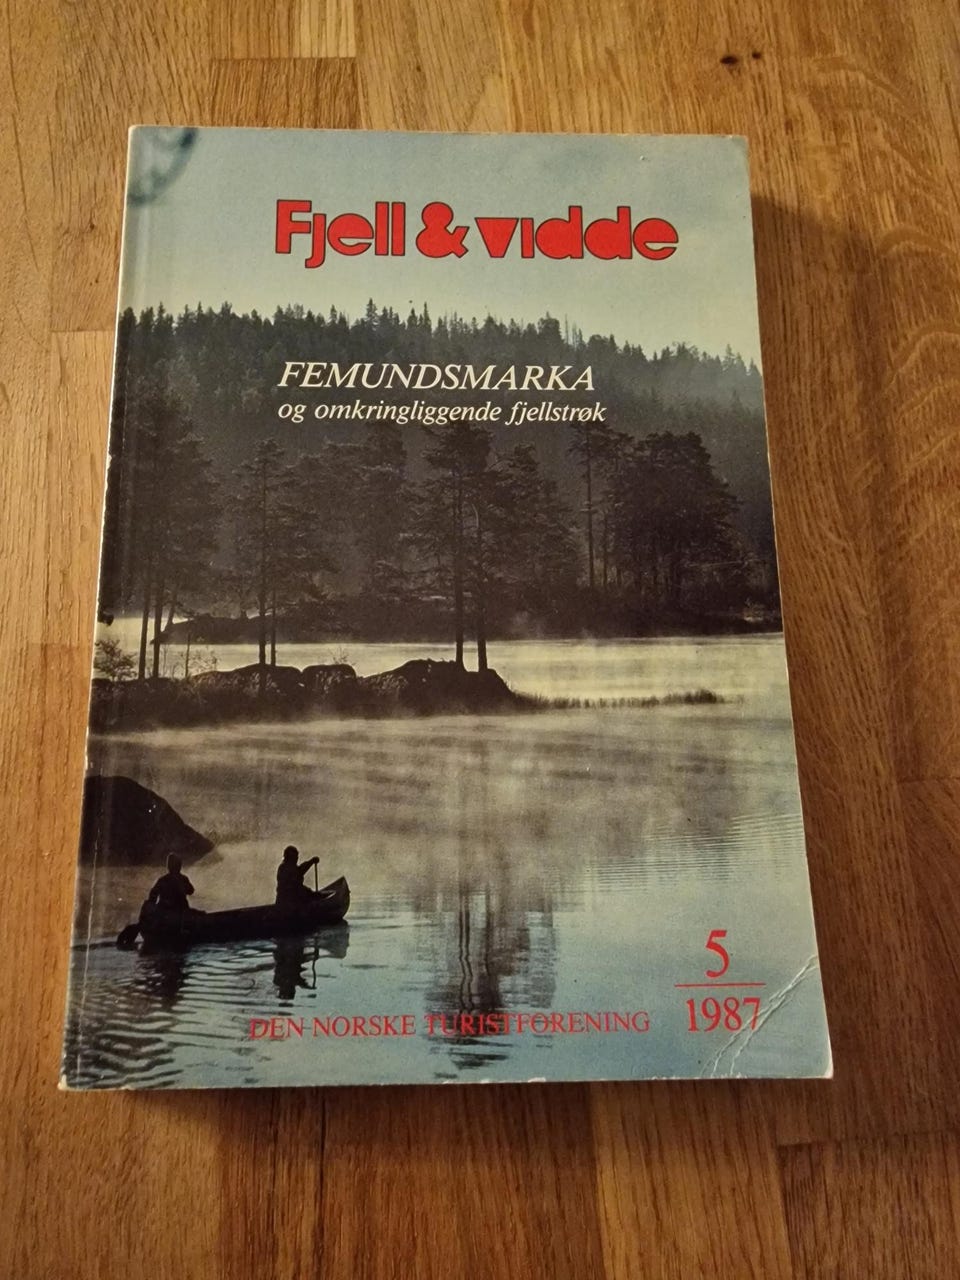 Fjell & vidde
FEMUNDSMARKA
og omkringliggende fjellstrøk
5
1987
DEN NORSKE TURISTFORENING